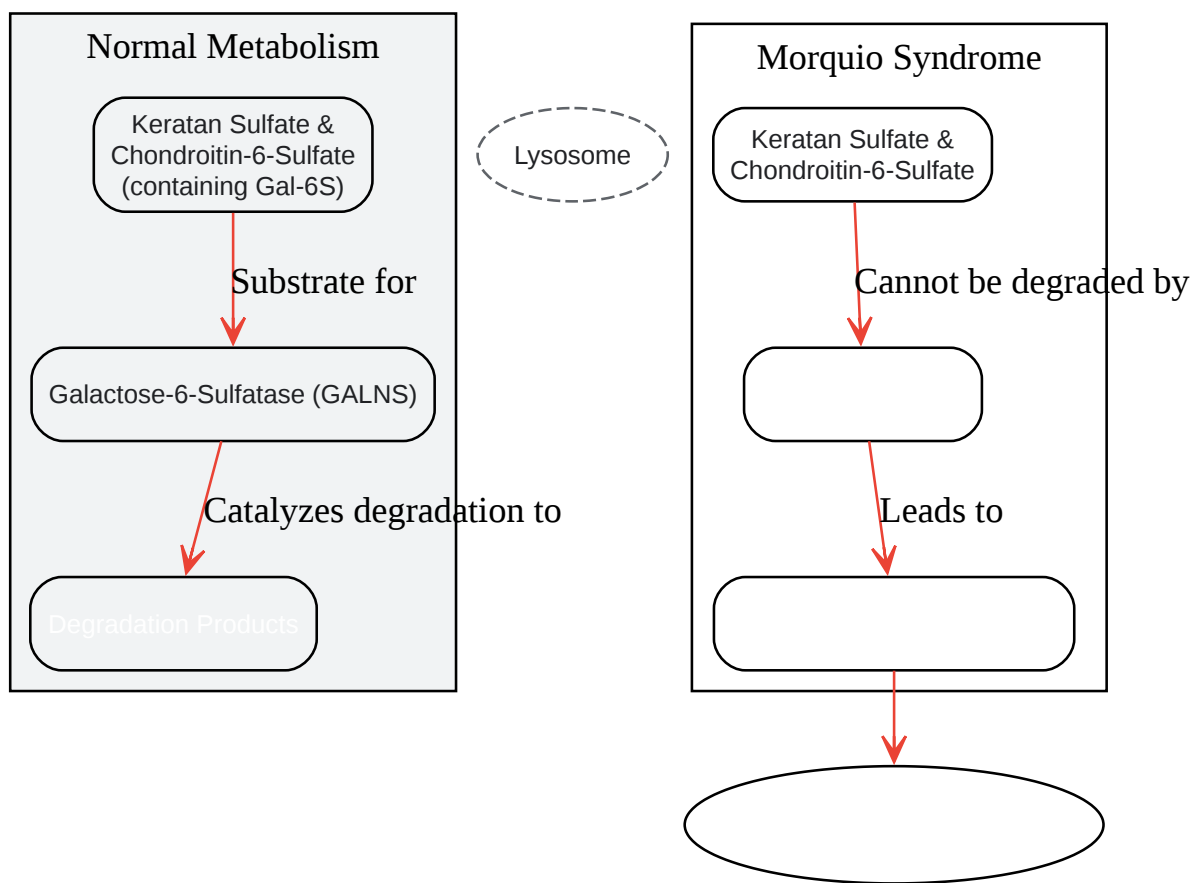 Normal Metabolism
Keratan Sulfate &
Chondroitin-6-Sulfate
(containing Gal-6S)
Substrate for
Galactose-6-Sulfatase (GALNS)
Catalyzes degradation to
Degradation Products
Lysosome
Morquio Syndrome
Keratan Sulfate &
Chondroitin-6-Sulfate
Cannot be degraded by
Leads to